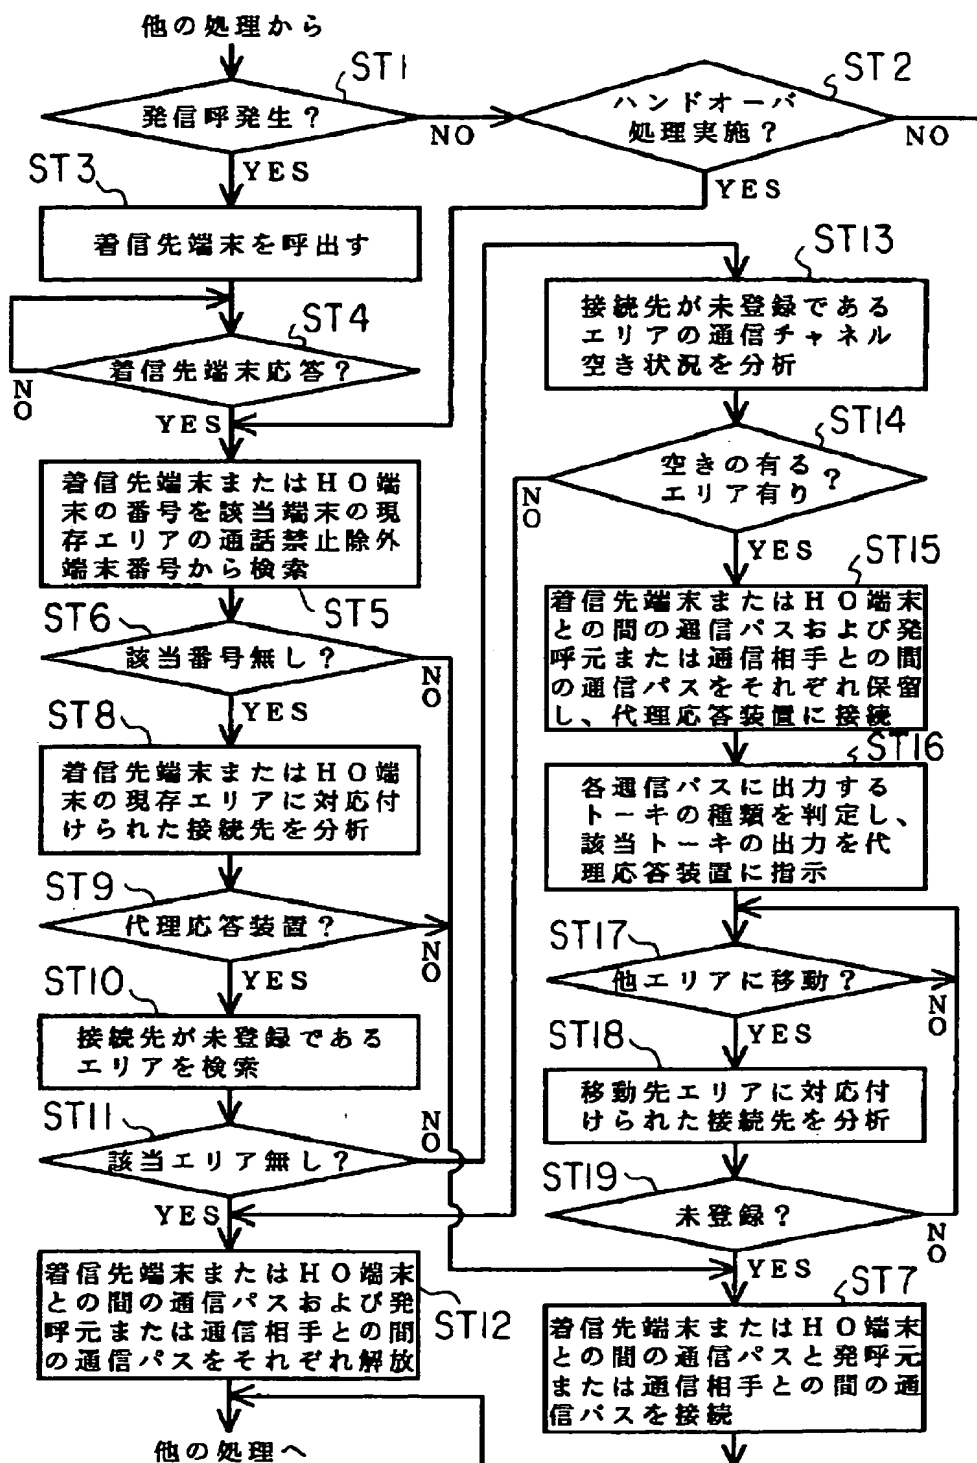 他の処理から
ST1
発信呼発生?
NO
YES
ST2
ハンドオーバ
処理実施?
NO
YES
ST3
着信先端末を呼出す
ST4
着信先端末応答?
NO
YES
着信先端末またはHO端
末の番号を該当端末の現
存エリアの通話禁止除外
端末番号から検索
ST5
ST6
該当番号無し?
NO
YES
ST8
着信先端末またはHO端
末の現存エリアに対応付
けられた接続先を分析
ST9
代理応答装置?
NO
YES
ST10
接続先が未登録である
エリアを検索
ST11
該当エリア無し?
NO
YES
着信先端末またはHO端末
との間の通信パスおよび発
呼元または通信相手との間
の通信パスをそれぞれ解放
ST12
他の処理へ
ST13
接続先が未登録である
エリアの通信チャネル
空き状況を分析
ST14
空きの有る
エリア有り?
NO
YES
ST15
着信先端末またはHO端末
との間の通信パスおよび発
呼元または通信相手との間
の通信パスをそれぞれ保留
し、代理応答装置に接続
ST16
各通信パスに出力する
トーキの種類を判定し、
該当トーキの出力を代
理応答装置に指示
ST17
他エリアに移動?
NO
YES
ST18
移動先エリアに対応付
けられた接続先を分析
ST19
未登録?
NO
YES
ST7
着信先端末またはHO端末
との間の通信パスと発呼元
または通信相手との間の通
信パスを接続